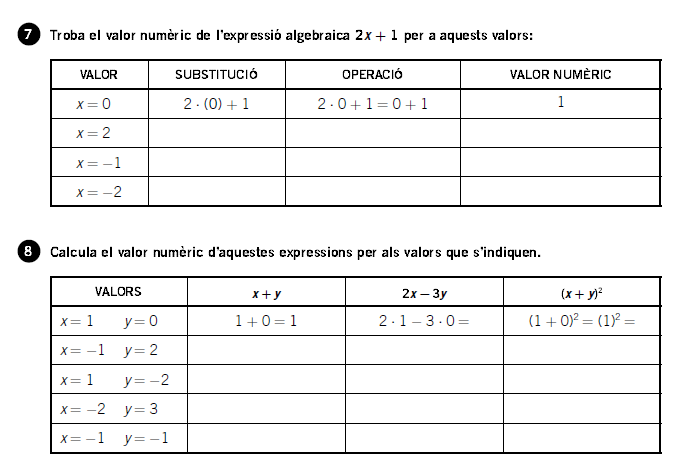 7 Troba el valor numèric de l'expressió algebraica 2x + 1 per a aquests valors:
VALOR SUBSTITUCIÓ OPERACIÓ VALOR NUMÈRIC
x = 0 2 · (0) + 1 2 · 0 + 1 = 0 + 1 1
x = 2
x = −1
x = −2
8 Calcula el valor numèric d'aquestes expressions per als valors que s'indiquen.
VALORS x + y 2x − 3y (x + y)²
x = 1 y = 0 1 + 0 = 1 2 · 1 − 3 · 0 = (1 + 0)² = (1)² =
x = −1 y = 2
x = 1 y = −2
x = −2 y = 3
x = −1 y = −1